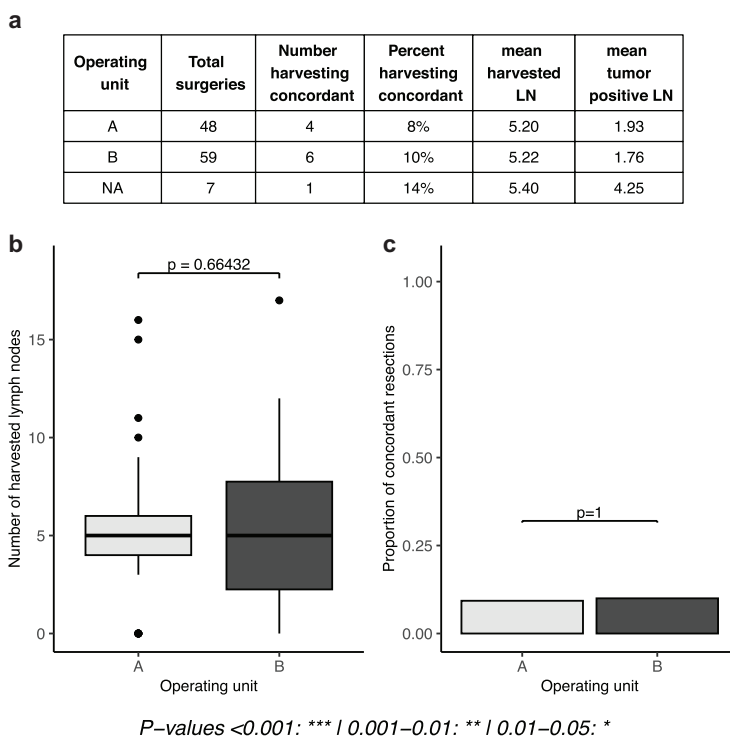 a
Operating unit | Total surgeries | Number harvesting concordant | Percent harvesting concordant | mean harvested LN | mean tumor positive LN
A | 48 | 4 | 8% | 5.20 | 1.93
B | 59 | 6 | 10% | 5.22 | 1.76
NA | 7 | 1 | 14% | 5.40 | 4.25
b
p = 0.66432
Number of harvested lymph nodes
15
10
5
0
A B
Operating unit
c
Proportion of concordant resections
1.00
0.75
0.50
0.25
0.00
p=1
A B
Operating unit
P−values <0.001: *** | 0.001−0.01: ** | 0.01−0.05: *